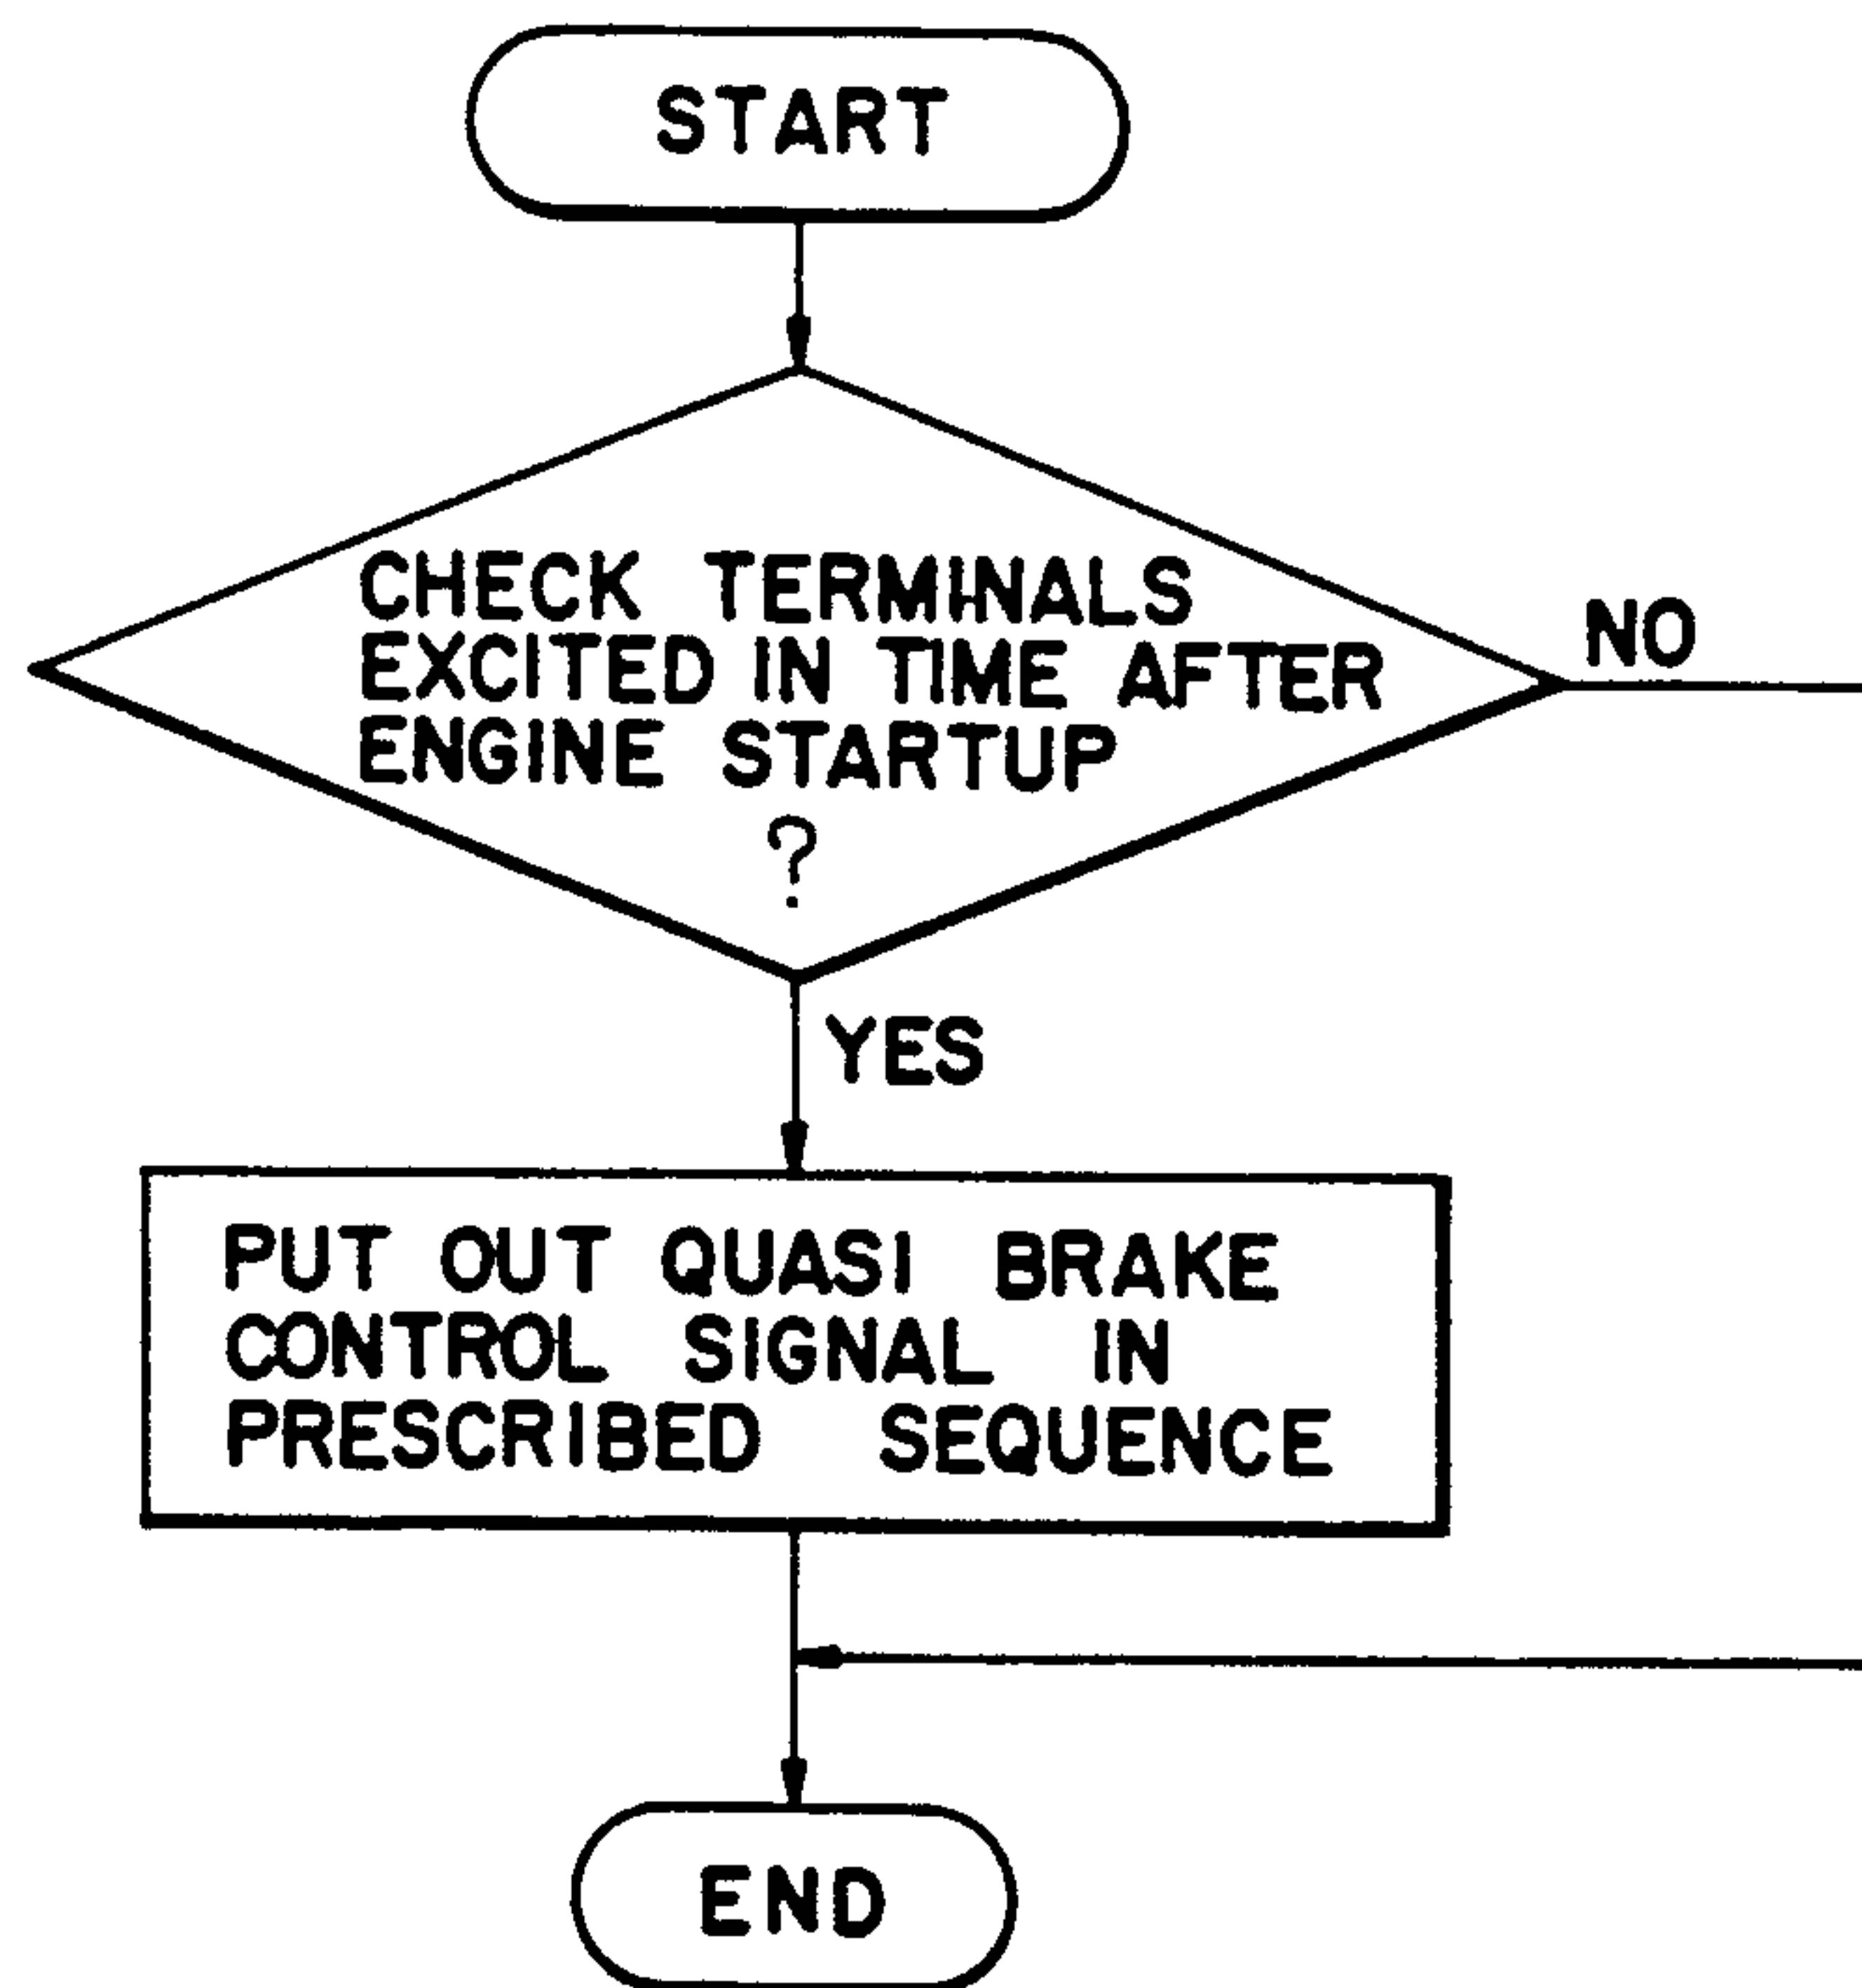 START
CHECK TERMINALS
EXCITED IN TIME AFTER
ENGINE STARTUP
?
NO
YES
PUT OUT QUASI BRAKE
CONTROL SIGNAL IN
PRESCRIBED SEQUENCE
END